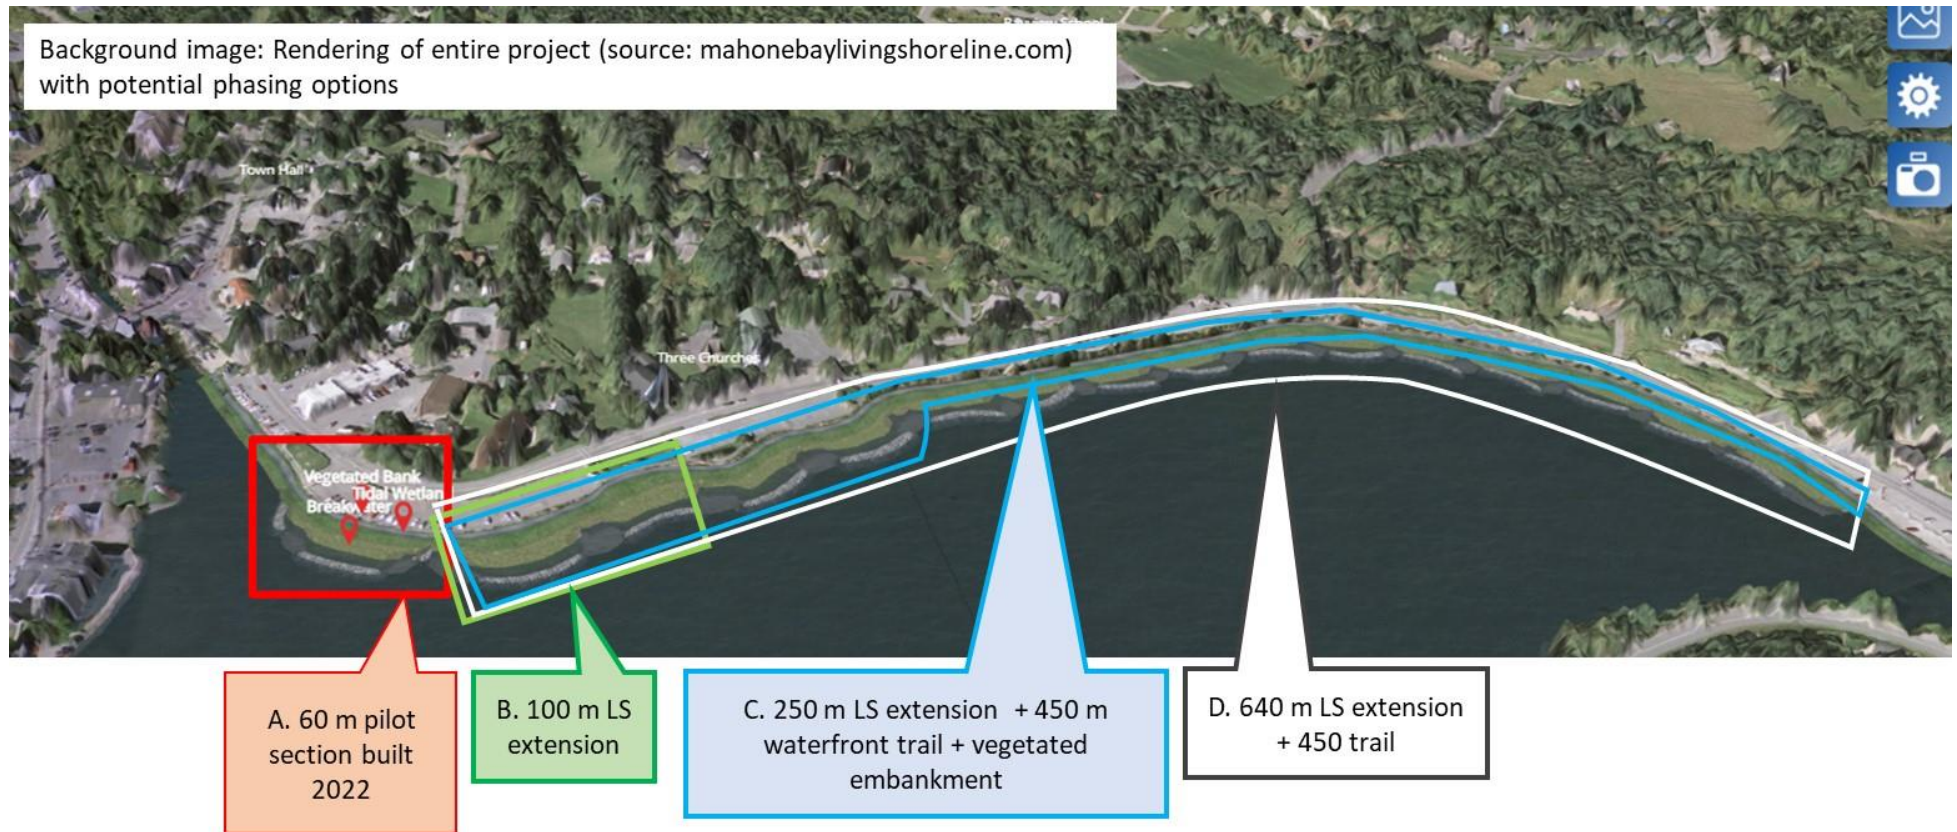 Background image: Rendering of entire project (source: mahonebaylivingshoreline.com)
with potential phasing options
Town Hall
Three Churches
Vegetated Bank
Tidal Wetlan
Breakwater
A. 60 m pilot
section built
2022
B. 100 m LS
extension
C. 250 m LS extension + 450 m
waterfront trail + vegetated
embankment
D. 640 m LS extension
+ 450 trail